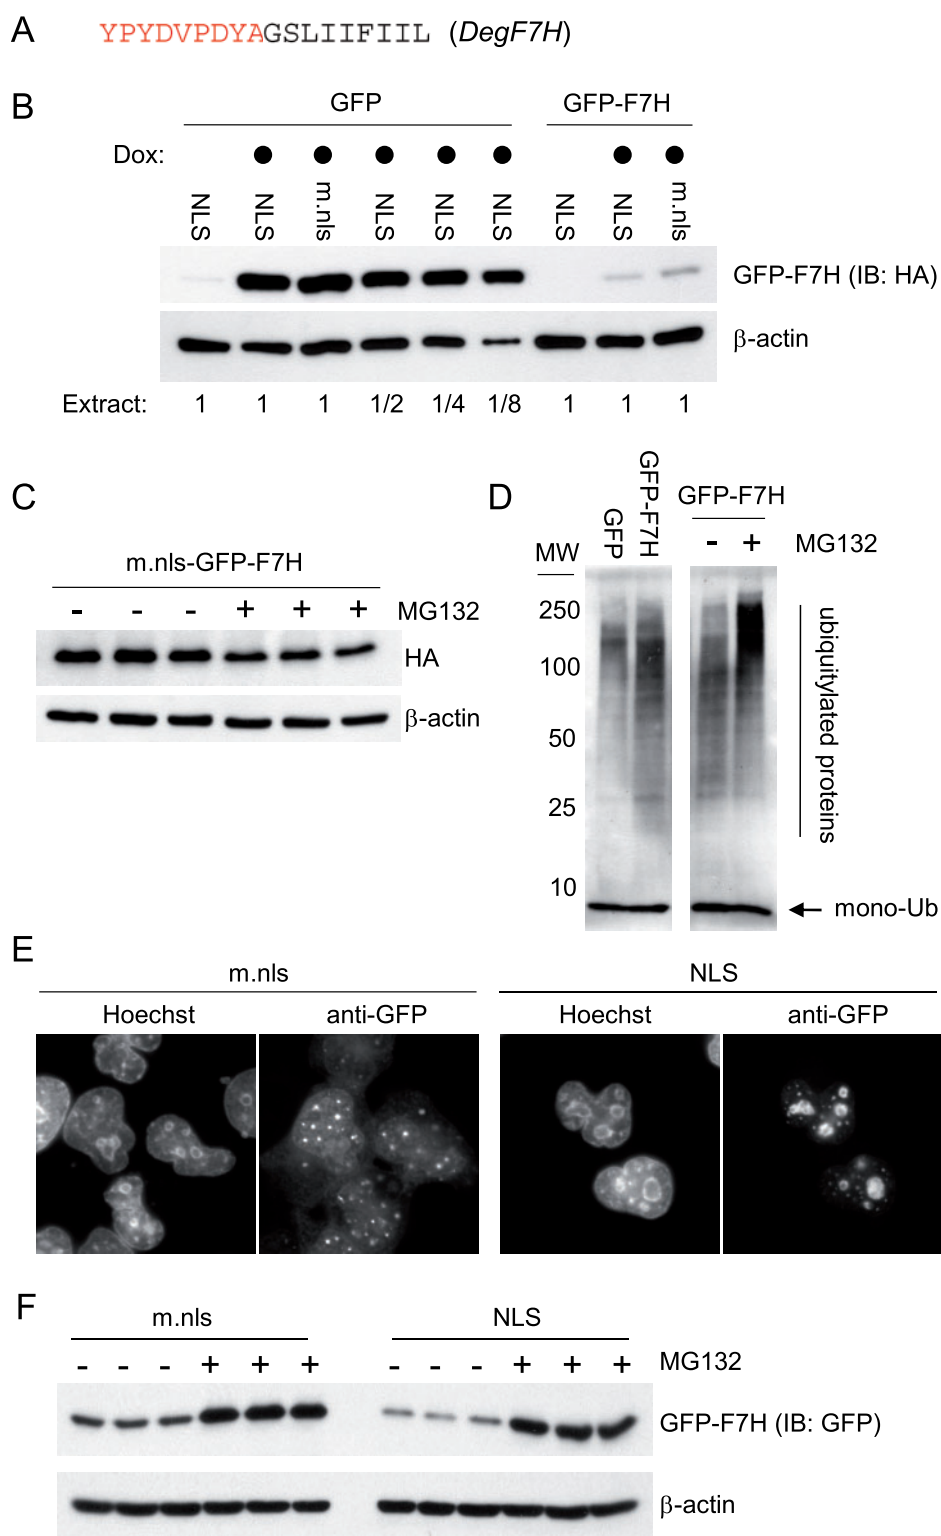 A YPYDVPDYAGSLIIFIIL (DegF7H)
B
GFP GFP-F7H
Dox: ● ● ● ● ● ● ●
NLS NLS m.nls NLS NLS NLS NLS NLS m.nls
GFP-F7H (IB: HA)
β-actin
Extract: 1 1 1 1/2 1/4 1/8 1 1 1
C
m.nls-GFP-F7H
- - - + + + MG132
HA
β-actin
D
GFP GFP-F7H GFP-F7H
- + MG132
MW
250
100
50
25
10
ubiquitylated proteins
mono-Ub
E
m.nls NLS
Hoechst anti-GFP Hoechst anti-GFP
F
m.nls NLS
- - - + + + - - - + + + MG132
GFP-F7H (IB: GFP)
β-actin